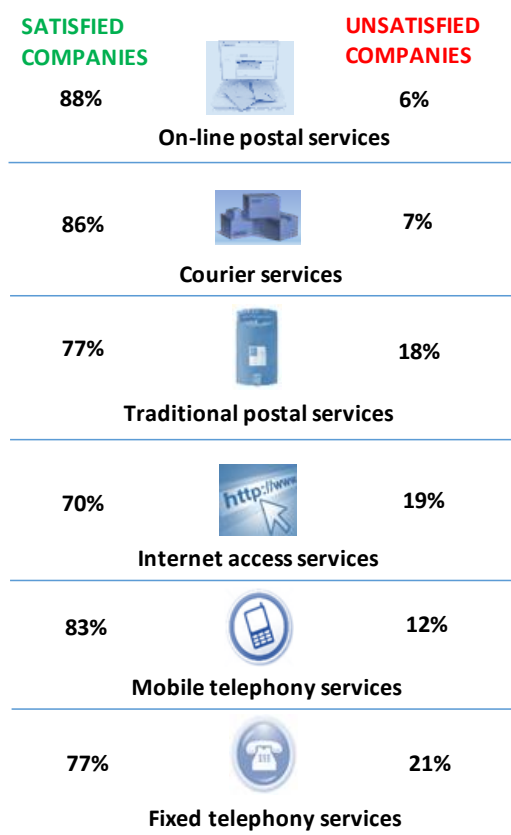 SATISFIED COMPANIES
UNSATISFIED COMPANIES
88%
6%
On-line postal services
86%
7%
Courier services
77%
18%
Traditional postal services
http://www
70%
19%
Internet access services
83%
12%
Mobile telephony services
77%
21%
Fixed telephony services